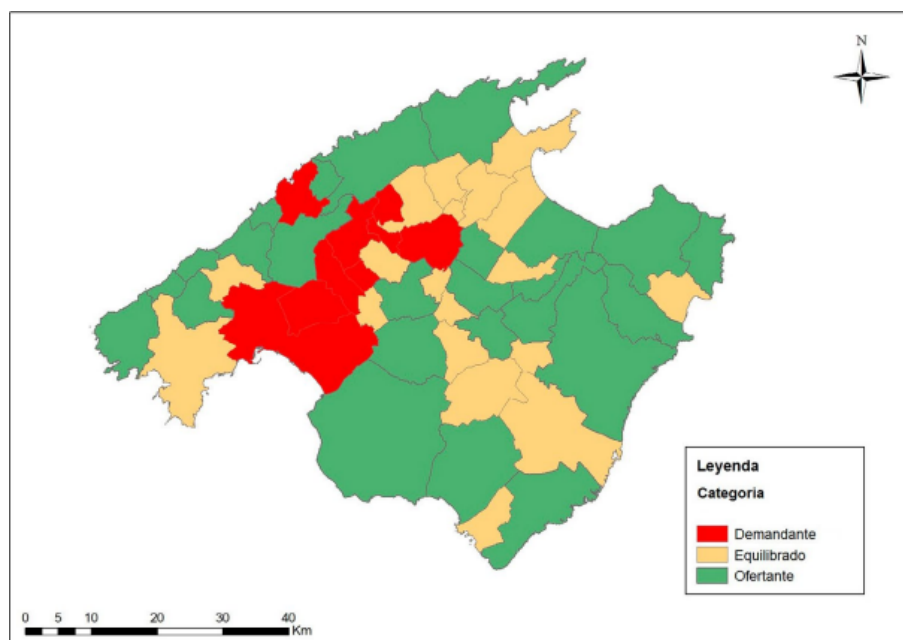 N
Leyenda
Categoria
Demandante
Equilibrado
Ofertante
0 5 10 20 30 40
Km